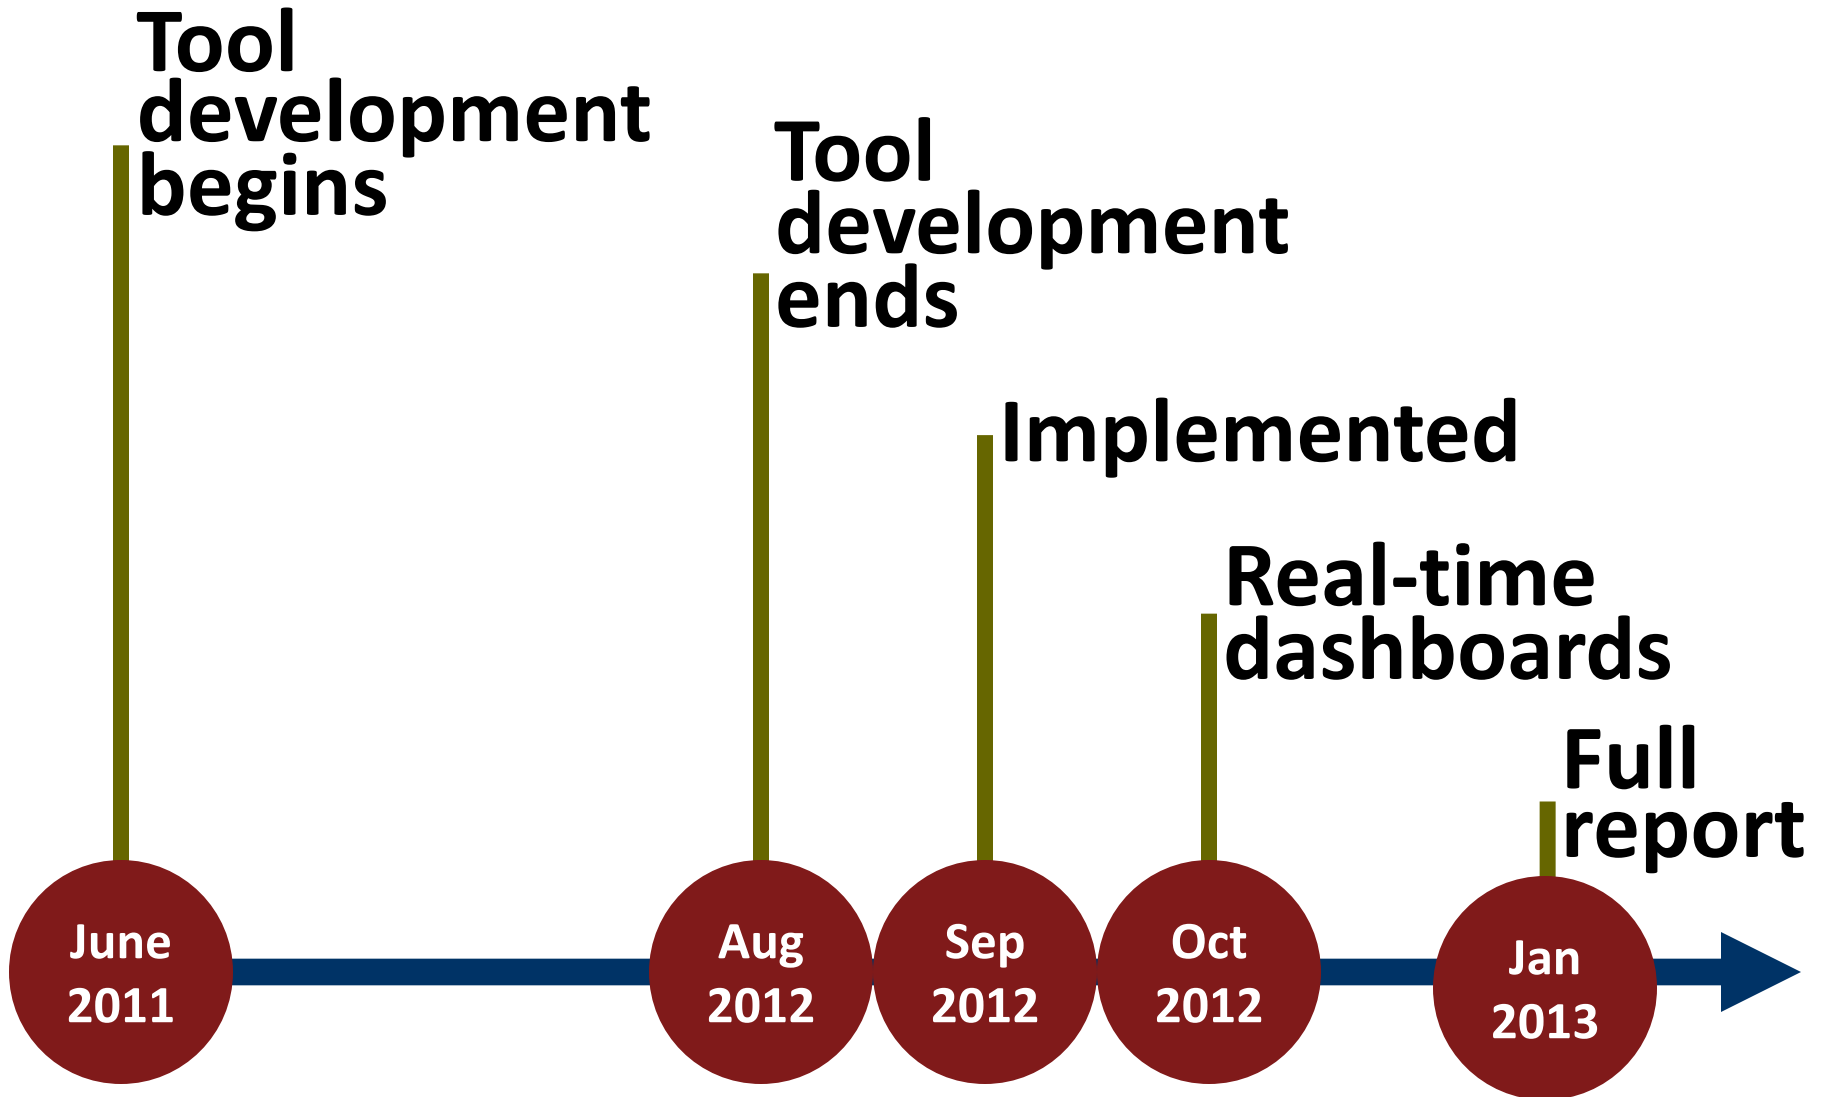 Tool
development
begins
Tool
development
ends
Implemented
Real-time
dashboards
Full
report
June
2011
Aug
2012
Sep
2012
Oct
2012
Jan
2013